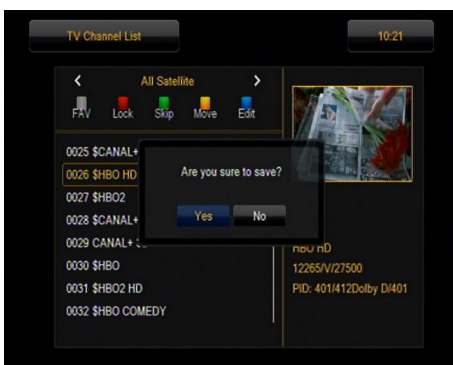 TV Channel List
10:21
All Satellite
FAV Lock Skip Move Edit
0025 $CANAL+
0026 $HBO HD
0027 $HBO2
0028 $CANAL+
0029 CANAL+
0030 $HBO
0031 $HBO2 HD
0032 $HBO COMEDY
Are you sure to save?
Yes No
HBO HD
12265/V/27500
PID: 401/412Dolby D/401